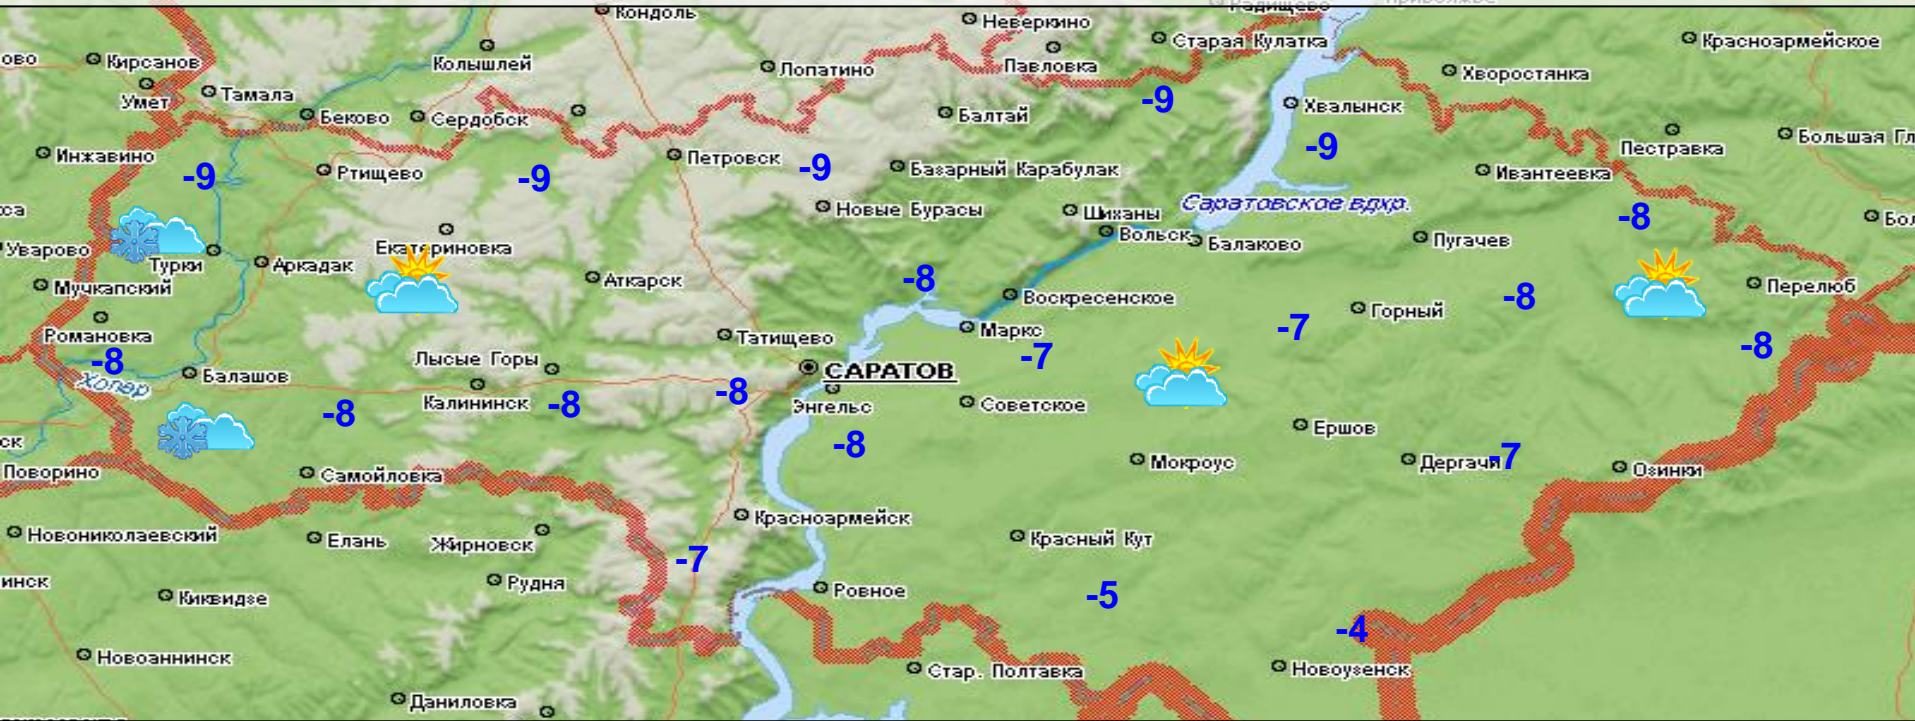 Кондоль
Неверкино
Старая Кулатка
Красноармейское
ово
Кирсанов
Колышлей
Лопатино
Павловка
Хворостянка
Умет
Тамала
-9
Хвалынск
Беково
Сердобск
Балтай
Большая Гл
Инжавино
Петровск
-9
Пестравка
Ртищево
-9
-9
-9
Базарный Карабулак
Ивантеевка
Новые Бурасы
Шиханы
Саратовское вдхр.
-8
Бол
Уварово
Екатериновка
Вольск
Балаково
Пугачев
Турки
Аркадак
Аткарск
-8
Мучкапский
Воскресенское
-8
Перелюб
Романовка
Татищево
Маркс
-7
Горный
-8
Лысые Горы
-7
-8
Хопер
Балашов
САРАТОВ
-8
-8
Калининск
-8
Энгельс
Советское
-8
Ершов
ск
Поворино
Самойловка
Мокроус
Дергачи
-7
Озинки
Новониколаевский
Елань
Жирновск
Красноармейск
Красный Кут
-7
инск
Киквидзе
Рудня
Ровное
-5
-4
Новоаннинск
Стар. Полтавка
Новоузенск
Даниловка